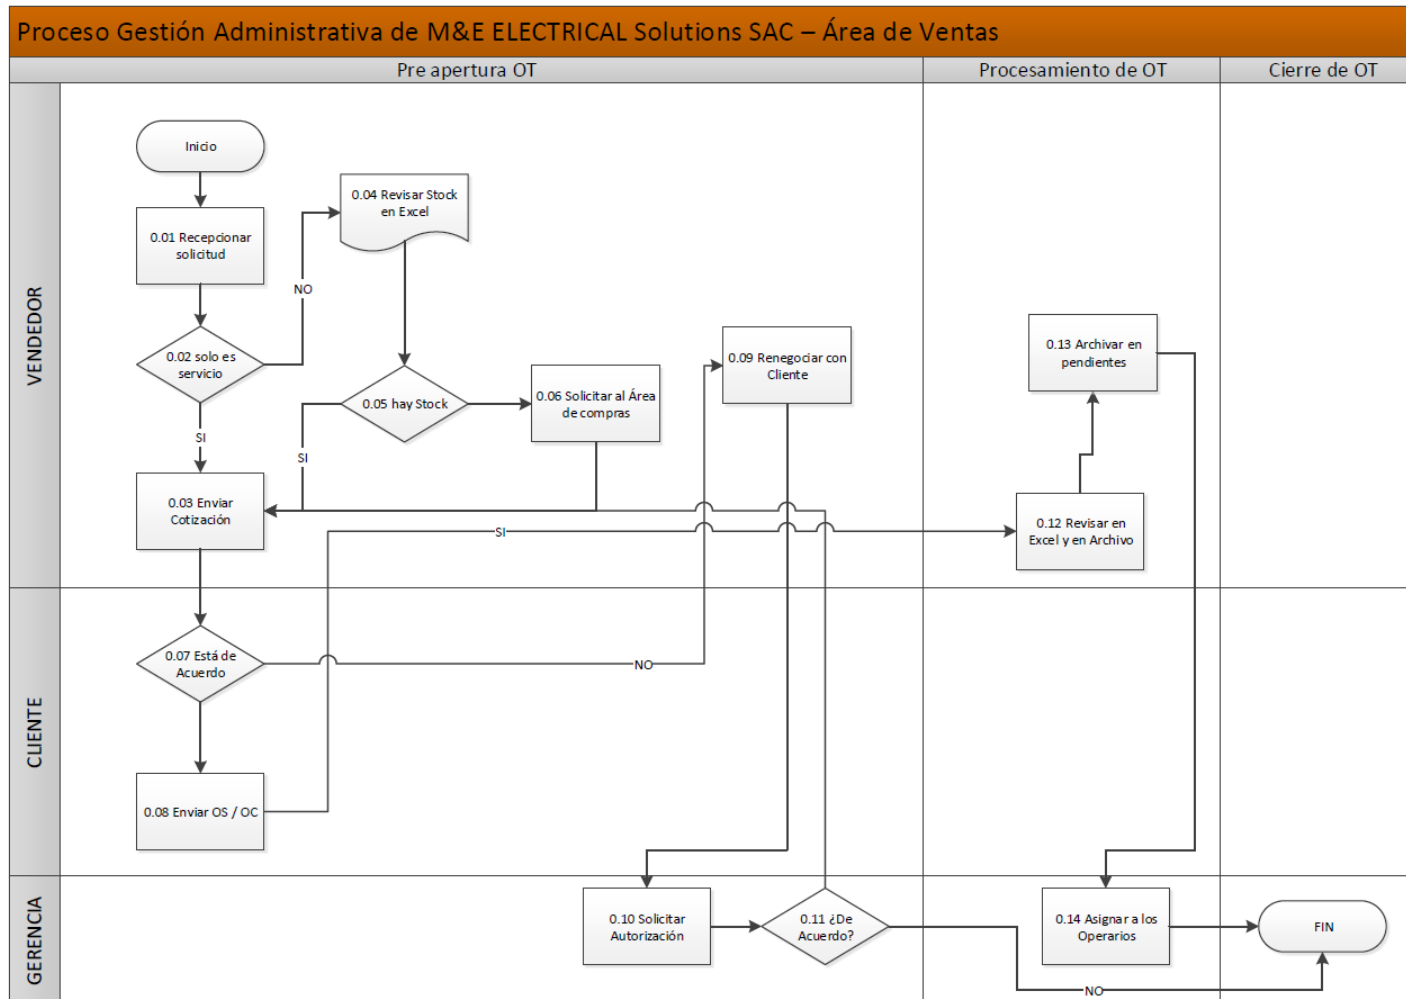 Proceso Gestión Administrativa de M&E ELECTRICAL Solutions SAC – Área de Ventas
Pre apertura OT
Procesamiento de OT
Cierre de OT
VENDEDOR
Inicio
0.01 Recepcionar
solicitud
0.02 solo es
servicio
NO
SI
0.04 Revisar Stock
en Excel
0.05 hay Stock
SI
0.06 Solicitar al Área
de compras
0.03 Enviar
Cotización
0.09 Renegociar con
Cliente
SI
0.12 Revisar en
Excel y en Archivo
0.13 Archivar en
pendientes
CLIENTE
0.07 Está de
Acuerdo
NO
0.08 Enviar OS / OC
GERENCIA
0.10 Solicitar
Autorización
0.11 ¿De
Acuerdo?
NO
0.14 Asignar a los
Operarios
FIN